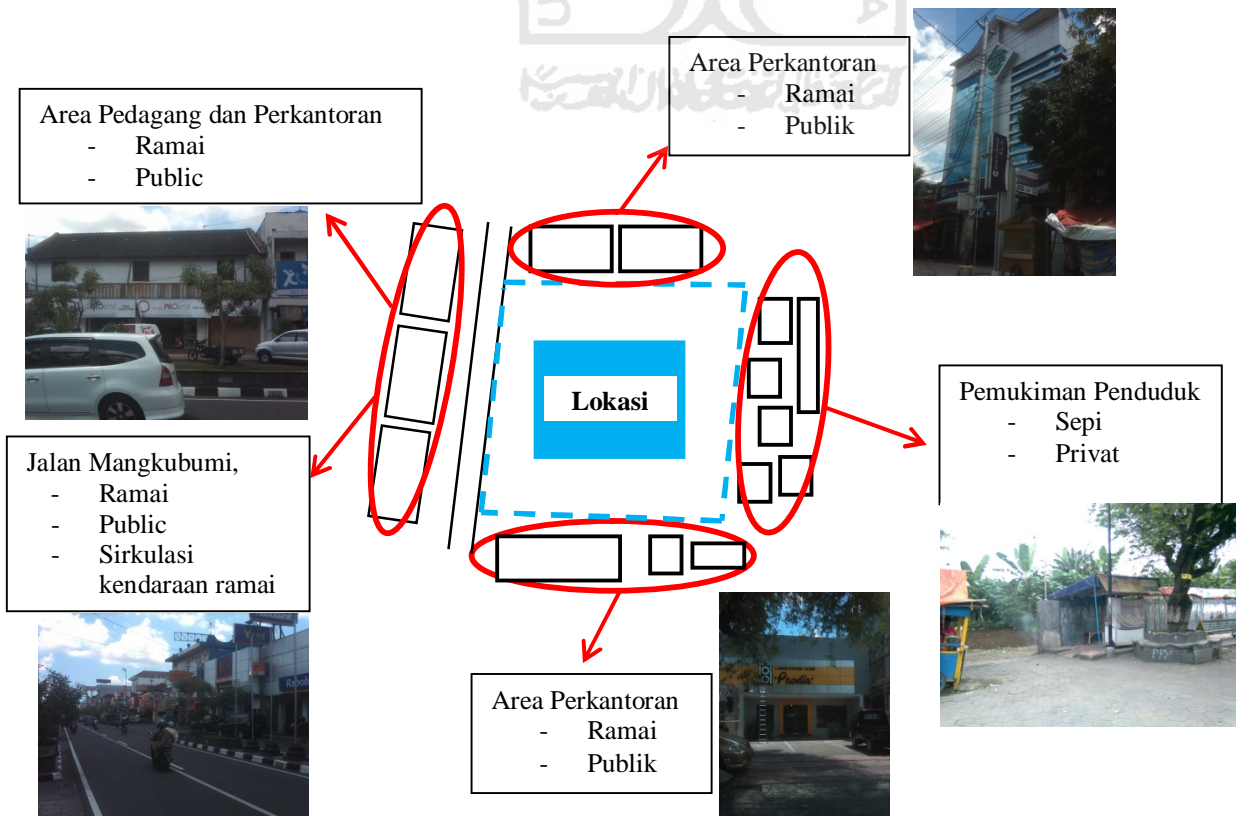 Area Perkantoran
- Ramai
- Publik
Area Pedagang dan Perkantoran
- Ramai
- Public
Lokasi
Pemukiman Penduduk
- Sepi
- Privat
Jalan Mangkubumi,
- Ramai
- Public
- Sirkulasi
kendaraan ramai
Area Perkantoran
- Ramai
- Publik
Prodia